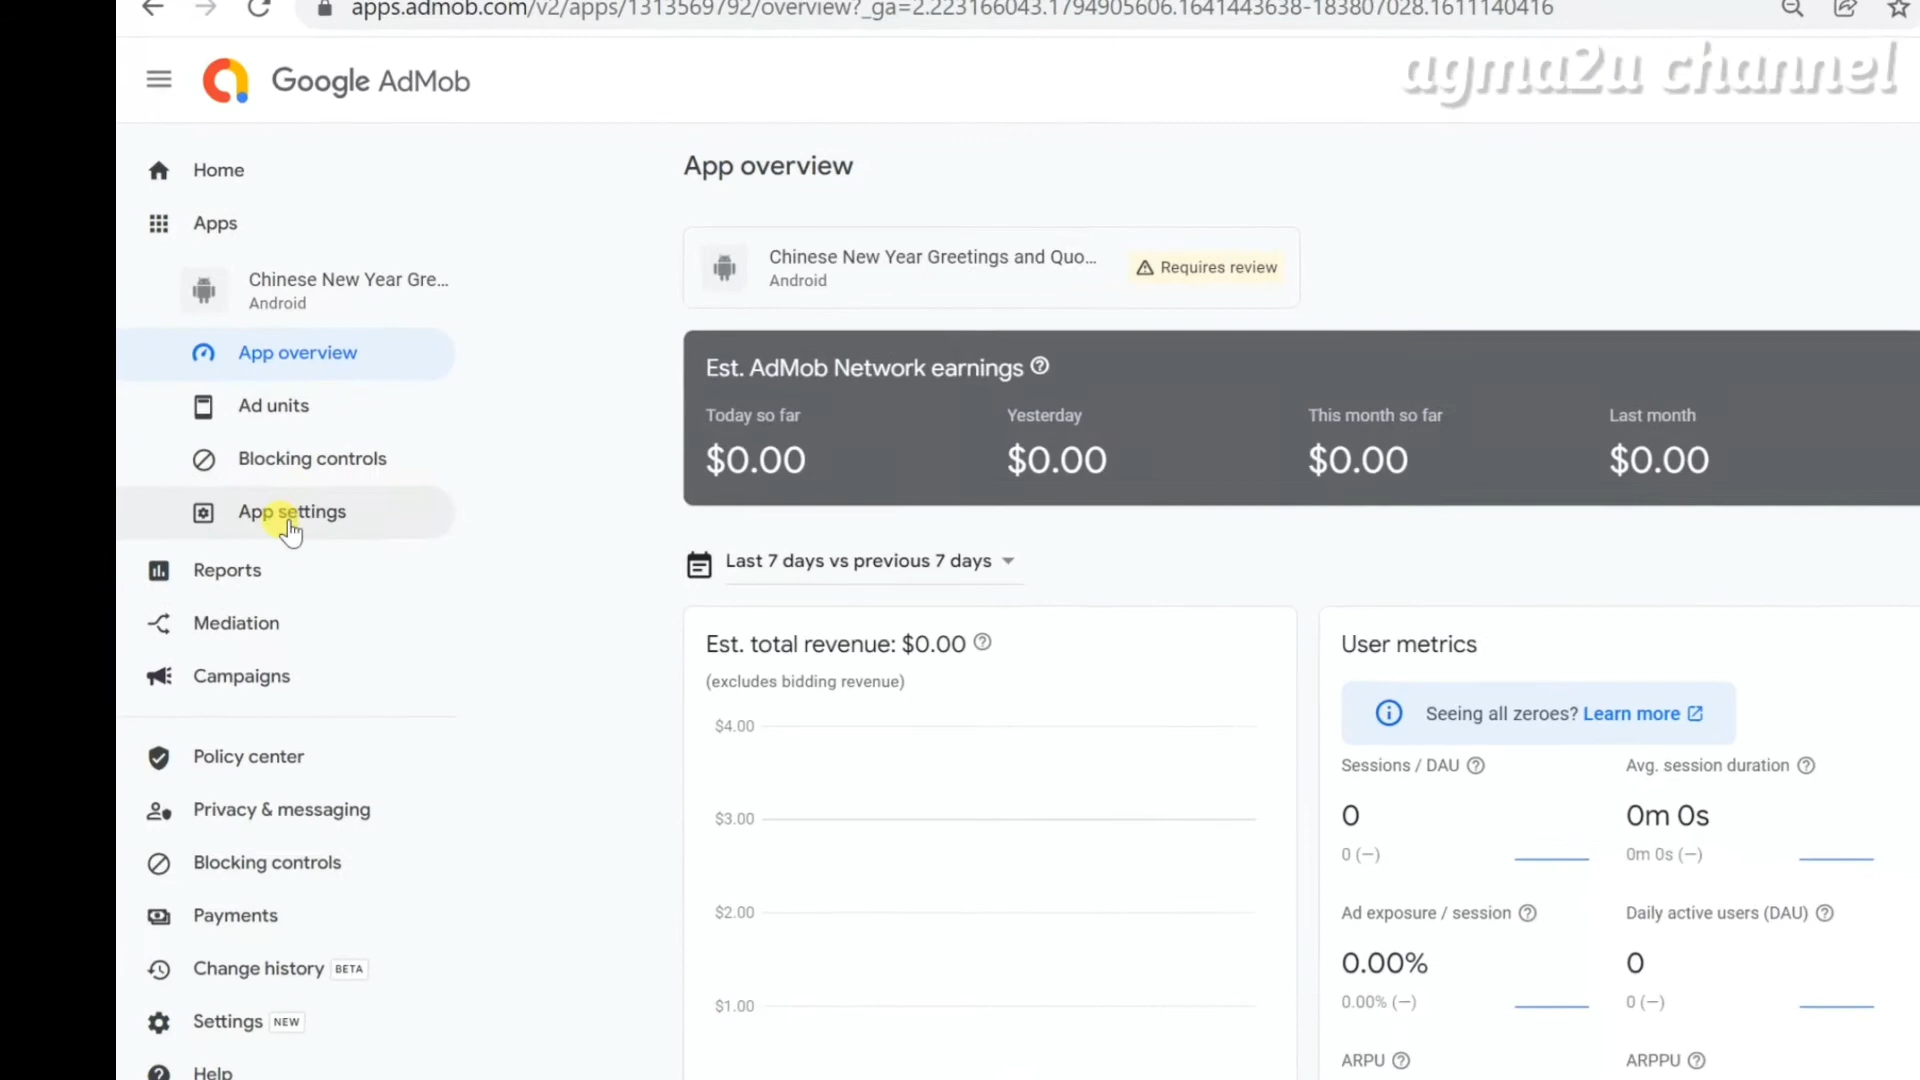 apps.admob.com/v2/apps/1313569792/overview?_ga=2.223166043.1794905606.1641443638-183807028.1611140416
Google AdMob
agma2u channel
Home
Apps
Chinese New Year Gre...
Android
App overview
Ad units
Blocking controls
App settings
Reports
Mediation
Campaigns
Policy center
Privacy & messaging
Blocking controls
Payments
Change history BETA
Settings NEW
Help
App overview
Chinese New Year Greetings and Quo...
Android
Requires review
Est. AdMob Network earnings
Today so far
$0.00
Yesterday
$0.00
This month so far
$0.00
Last month
$0.00
Last 7 days vs previous 7 days
Est. total revenue: $0.00
(excludes bidding revenue)
$4.00
$3.00
$2.00
$1.00
User metrics
Seeing all zeroes? Learn more
Sessions / DAU
0
0 (—)
Avg. session duration
0m 0s
0m 0s (—)
Ad exposure / session
0.00%
0.00% (—)
Daily active users (DAU)
0
0 (—)
ARPU
ARPPU